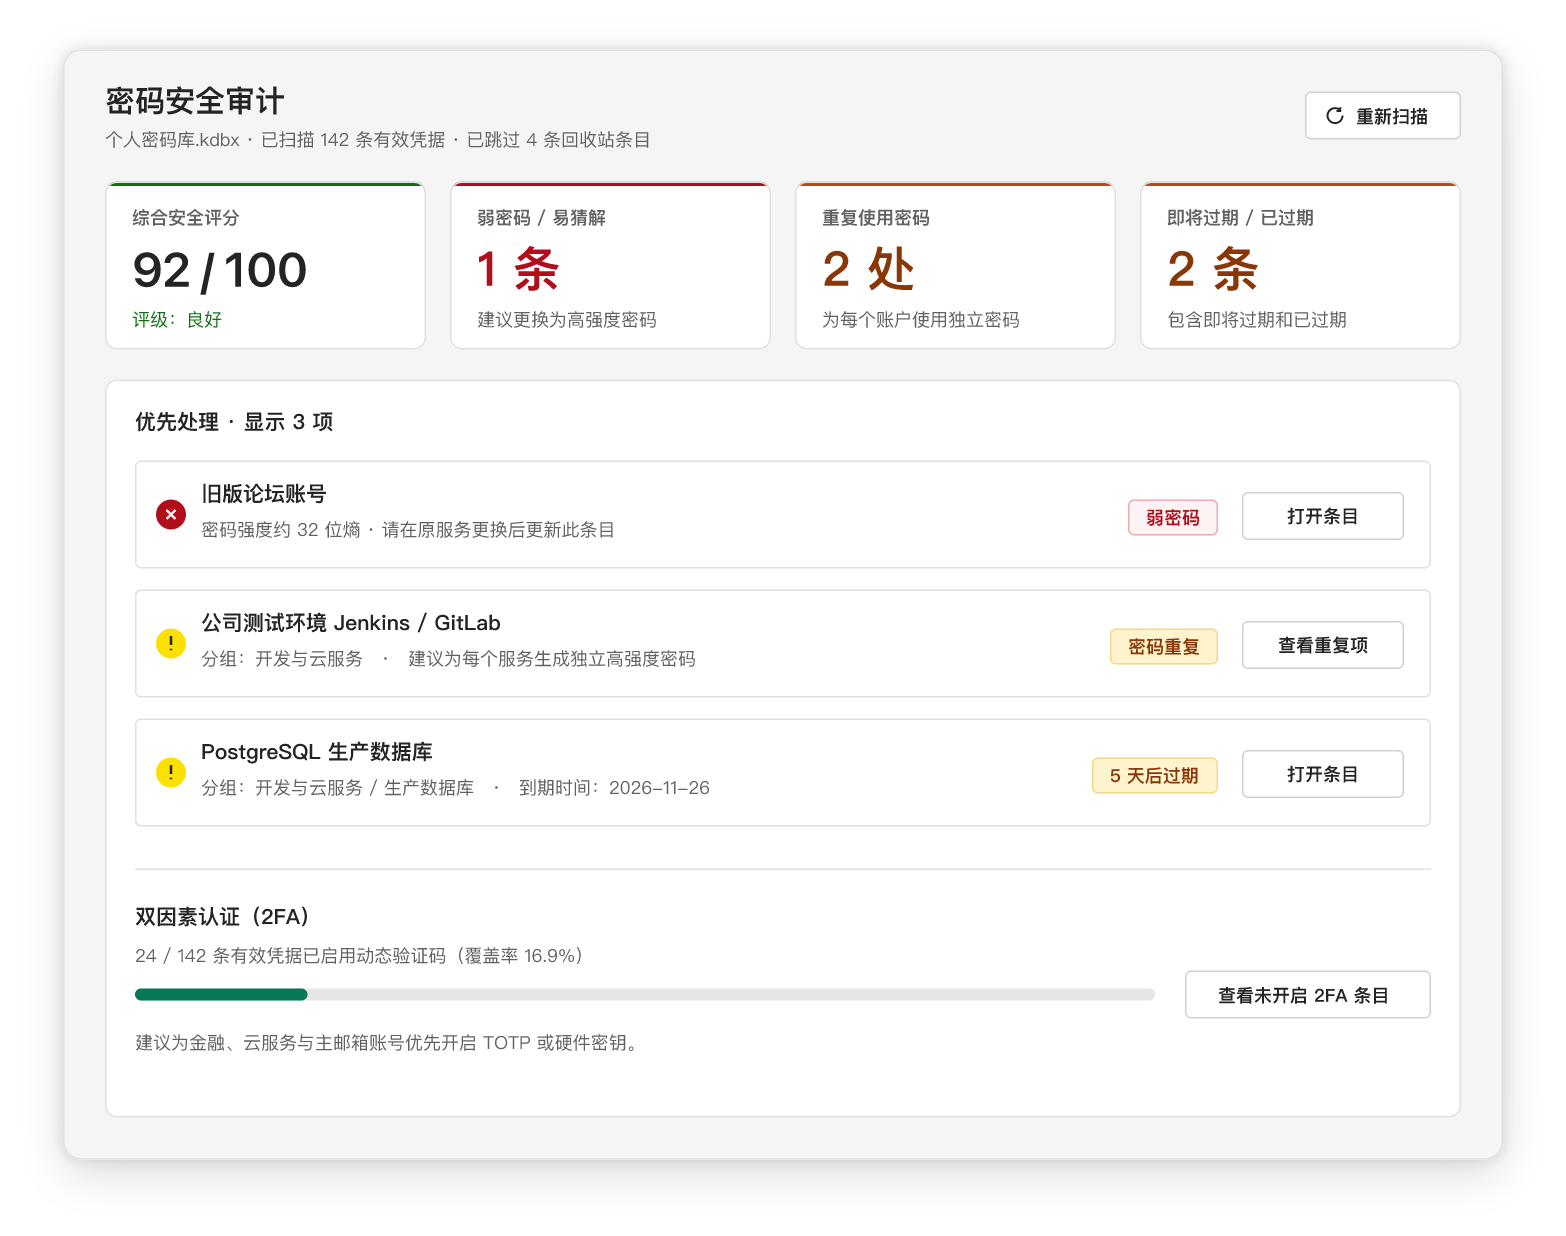 密码安全审计
个人密码库.kdbx · 已扫描 142 条有效凭据 · 已跳过 4 条回收站条目
重新扫描
综合安全评分
92 / 100
评级：良好
弱密码 / 易猜解
1 条
建议更换为高强度密码
重复使用密码
2 处
为每个账户使用独立密码
即将过期 / 已过期
2 条
包含即将过期和已过期
优先处理 · 显示 3 项
旧版论坛账号
密码强度约 32 位熵 · 请在原服务更换后更新此条目
弱密码
打开条目
公司测试环境 Jenkins / GitLab
分组：开发与云服务 · 建议为每个服务生成独立高强度密码
密码重复
查看重复项
PostgreSQL 生产数据库
分组：开发与云服务 / 生产数据库 · 到期时间：2026-11-26
5 天后过期
打开条目
双因素认证（2FA）
24 / 142 条有效凭据已启用动态验证码（覆盖率 16.9%）
查看未开启 2FA 条目
建议为金融、云服务与主邮箱账号优先开启 TOTP 或硬件密钥。